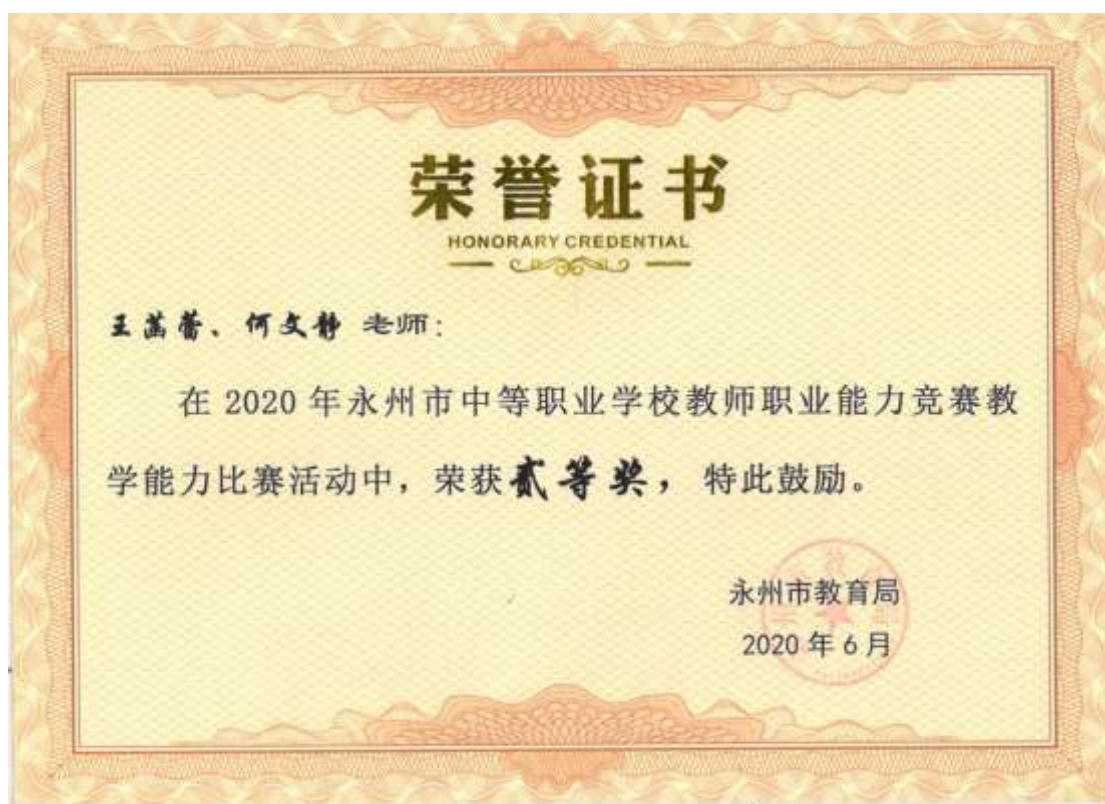 荣誉证书
HONORARY CREDENTIAL
王菡蕾、何文静 老师：
在 2020 年永州市中等职业学校教师职业能力竞赛教
学能力比赛活动中，荣获贰等奖，特此鼓励。
永州市教育局
2020 年 6 月